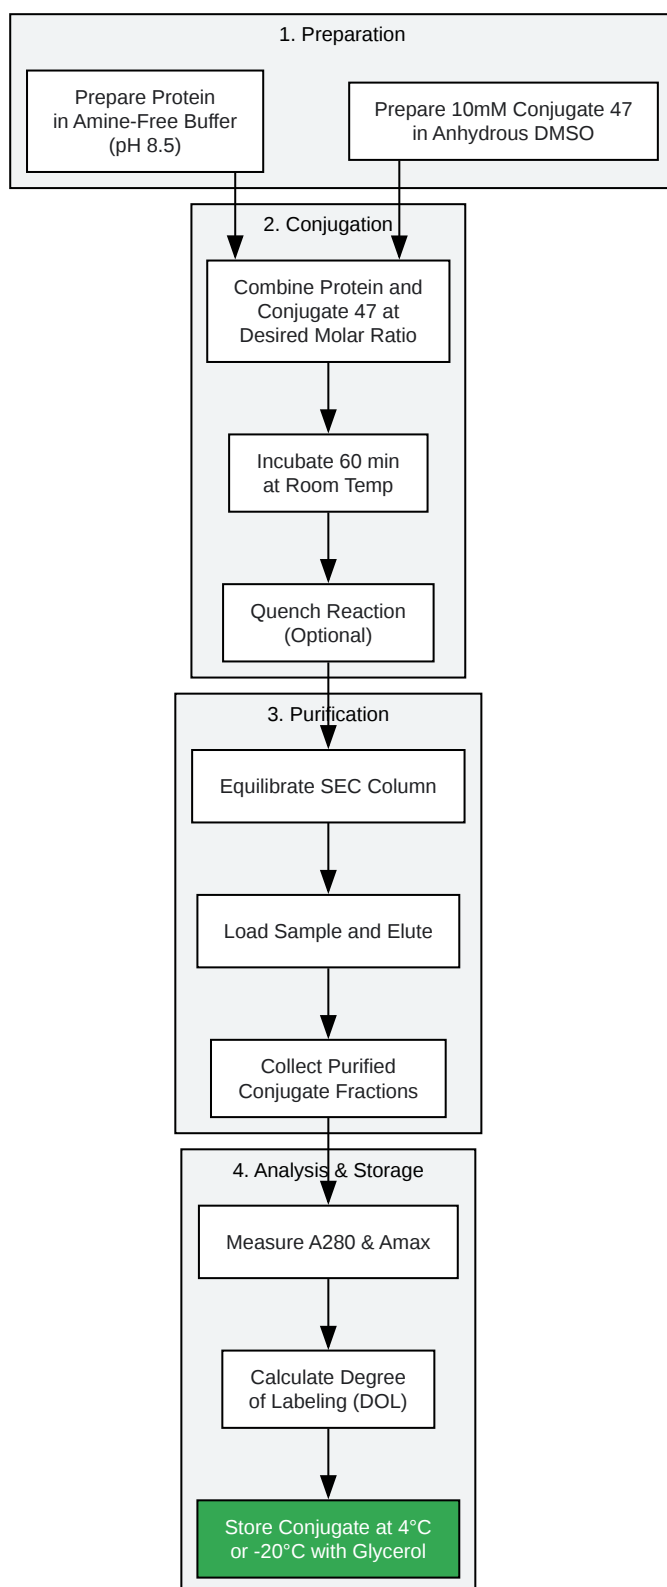 1. Preparation
Prepare Protein
in Amine-Free Buffer
(pH 8.5)
Prepare 10mM Conjugate 47
in Anhydrous DMSO
2. Conjugation
Combine Protein and
Conjugate 47 at
Desired Molar Ratio
Incubate 60 min
at Room Temp
Quench Reaction
(Optional)
3. Purification
Equilibrate SEC Column
Load Sample and Elute
Collect Purified
Conjugate Fractions
4. Analysis & Storage
Measure A280 & Amax
Calculate Degree
of Labeling (DOL)
Store Conjugate at 4°C
or -20°C with Glycerol